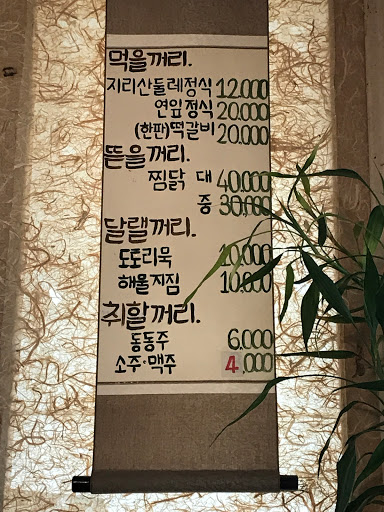 먹을꺼리.
지리산둘레정식 12.000
연잎정식 20.000
(한판)떡갈비 20.000
뜯을꺼리.
찜닭 대 40,000
중 30,000
달랠꺼리.
도토리묵 10,000
해물지짐 10,000
취할꺼리.
동동주 6.000
소주·맥주 4,000